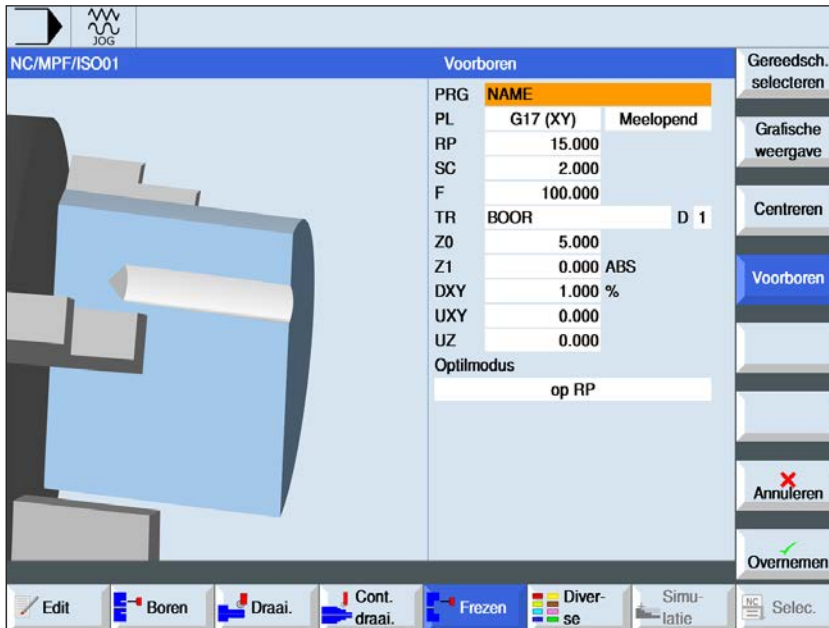 JOG
NC/MPF/ISO01
Voorboren
PRG NAME
PL G17 (XY) Meelopend
RP 15.000
SC 2.000
F 100.000
TR BOOR D 1
Z0 5.000
Z1 0.000 ABS
DXY 1.000 %
UXY 0.000
UZ 0.000
Optilmodus
op RP
Gereedsch.
selecteren
Grafische
weergave
Centreren
Voorboren
Annuleren
Overnemen
Edit
Boren
Draai.
Cont.
draai.
Frezen
Diver-
se
Simu-
latie
NC
Selec.